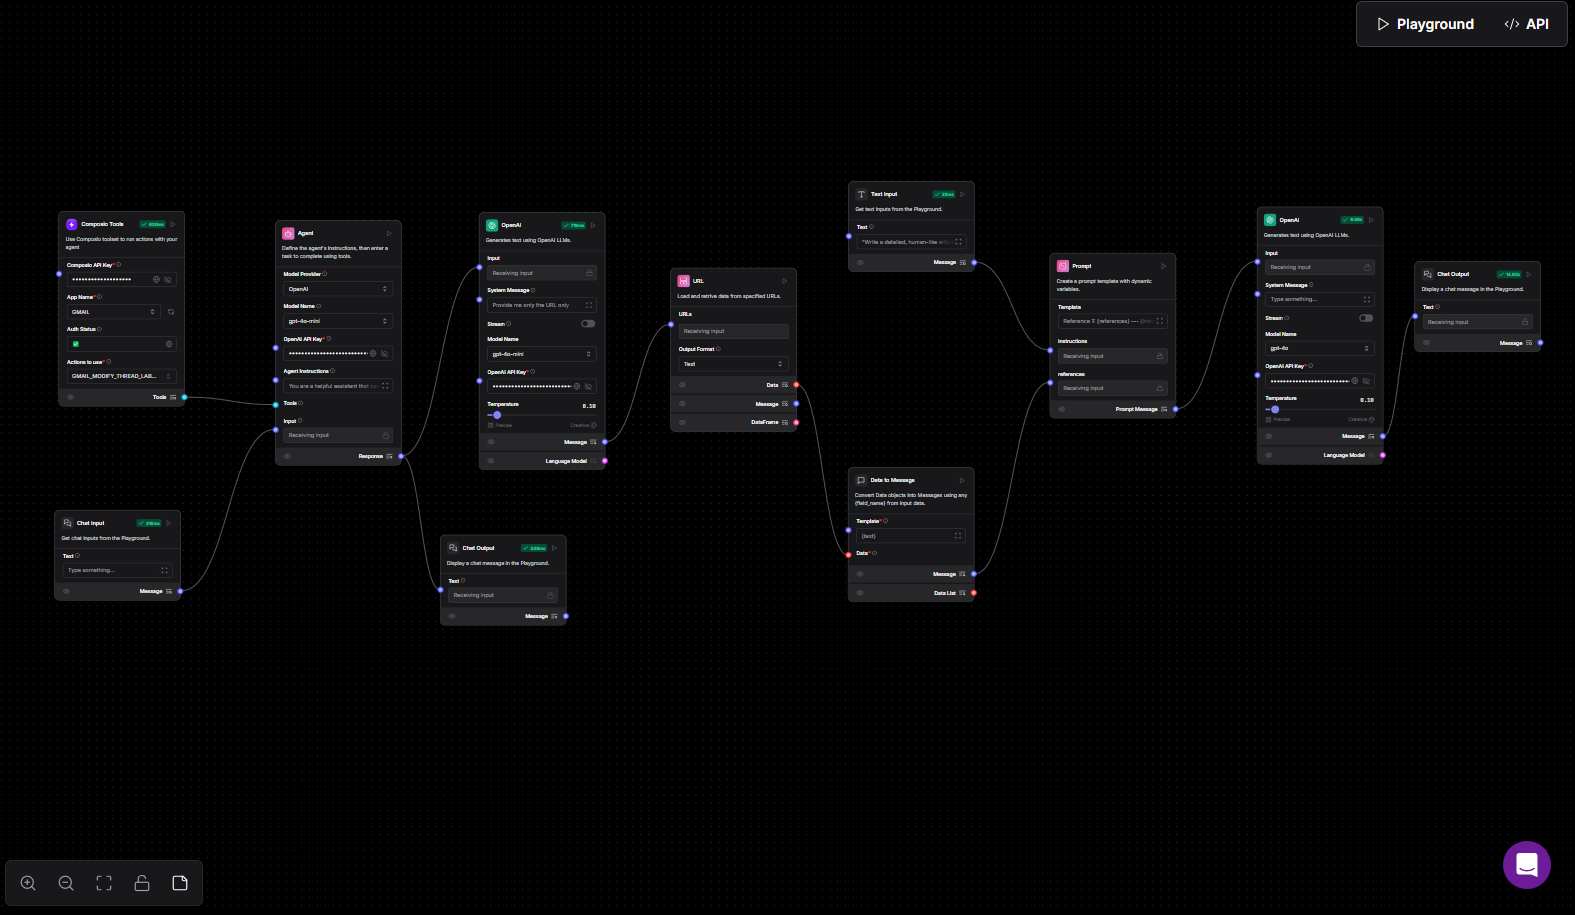 Playground
API
Composio Tools
Use Composio toolset to run actions with your
agent
Composio API Key*
App Name*
GMAIL
Auth Status
Actions to use*
GMAIL_MODIFY_THREAD_LAB...
Tools
Chat Input
Get chat inputs from the Playground.
Text
Type something...
Message
Agent
Define the agent's instructions, then enter a
task to complete using tools.
Model Provider
OpenAI
Model Name
gpt-4o-mini
OpenAI API Key*
Agent Instructions
You are a helpful assistant that
Tools
Input
Receiving input
Response
OpenAI
Generates text using OpenAI LLMs.
Input
Receiving input
System Message
Provide me only the URL only
Stream
Model Name
gpt-4o-mini
OpenAI API Key*
Temperature
0.10
Precise
Creative
Message
Language Model
Chat Output
Display a chat message in the Playground.
Text
Receiving input
Message
URL
Load and retrive data from specified URLs.
URLs
Receiving input
Output Format
Text
Data
Message
DataFrame
Text Input
Get text inputs from the Playground.
Text
"Write a detailed, human-like
Message
Data to Message
Convert Data objects into Messages using any
{field_name} from input data.
Template*
{text}
Data*
Message
Data List
Prompt
Create a prompt template with dynamic
variables.
Template
Reference 1: {references}
instructions
Receiving input
references
Receiving input
Prompt Message
OpenAI
Generates text using OpenAI LLMs.
Input
Receiving input
System Message
Type something...
Stream
Model Name
gpt-4o
OpenAI API Key*
Temperature
0.10
Precise
Creative
Message
Language Model
Chat Output
Display a chat message in the Playground.
Text
Receiving input
Message